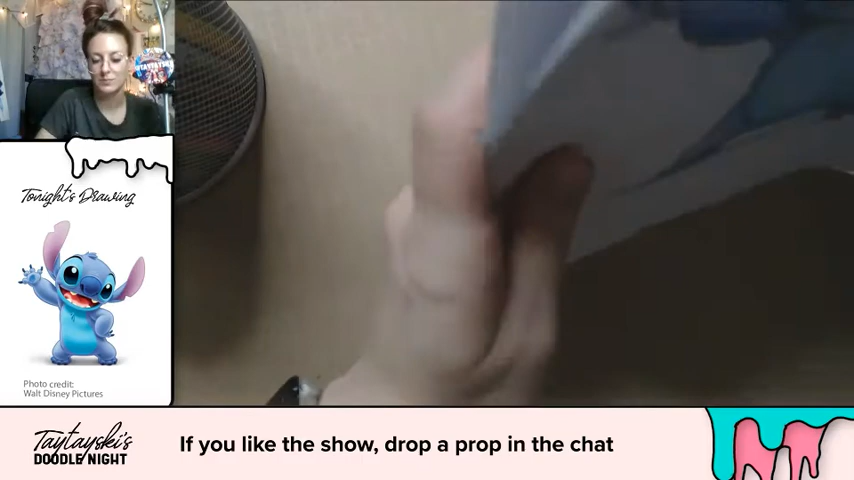 TAYTAYSKI
Tonight's Drawing
Photo credit:
Walt Disney Pictures
Taytayski's
DOODLE NIGHT
If you like the show, drop a prop in the chat